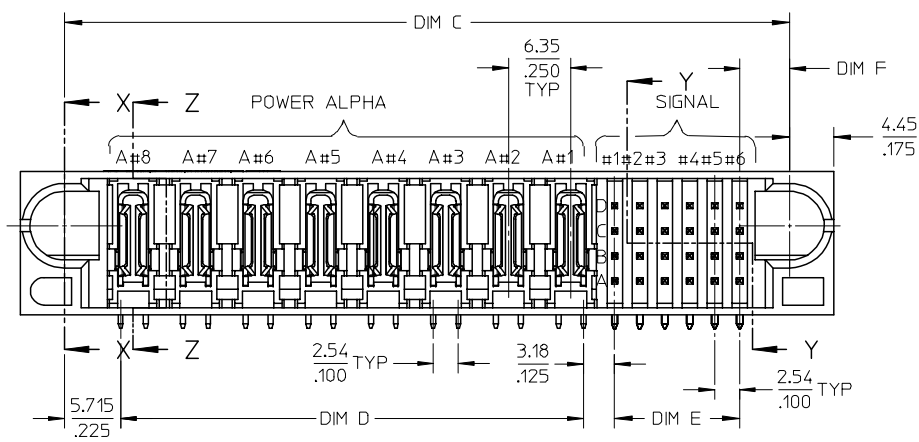 DIM C
6.35
.250
TYP
Y
DIM F
X Z
POWER ALPHA
SIGNAL
4.45
.175
A#8 A#7 A#6 A#5 A#4 A#3 A#2 A#1 #1 #2 #3 #4 #5 #6
D
C
B
A
X Z
2.54
.100
TYP
3.18
.125
Y
2.54
.100
TYP
5.715
.225
DIM D
DIM E